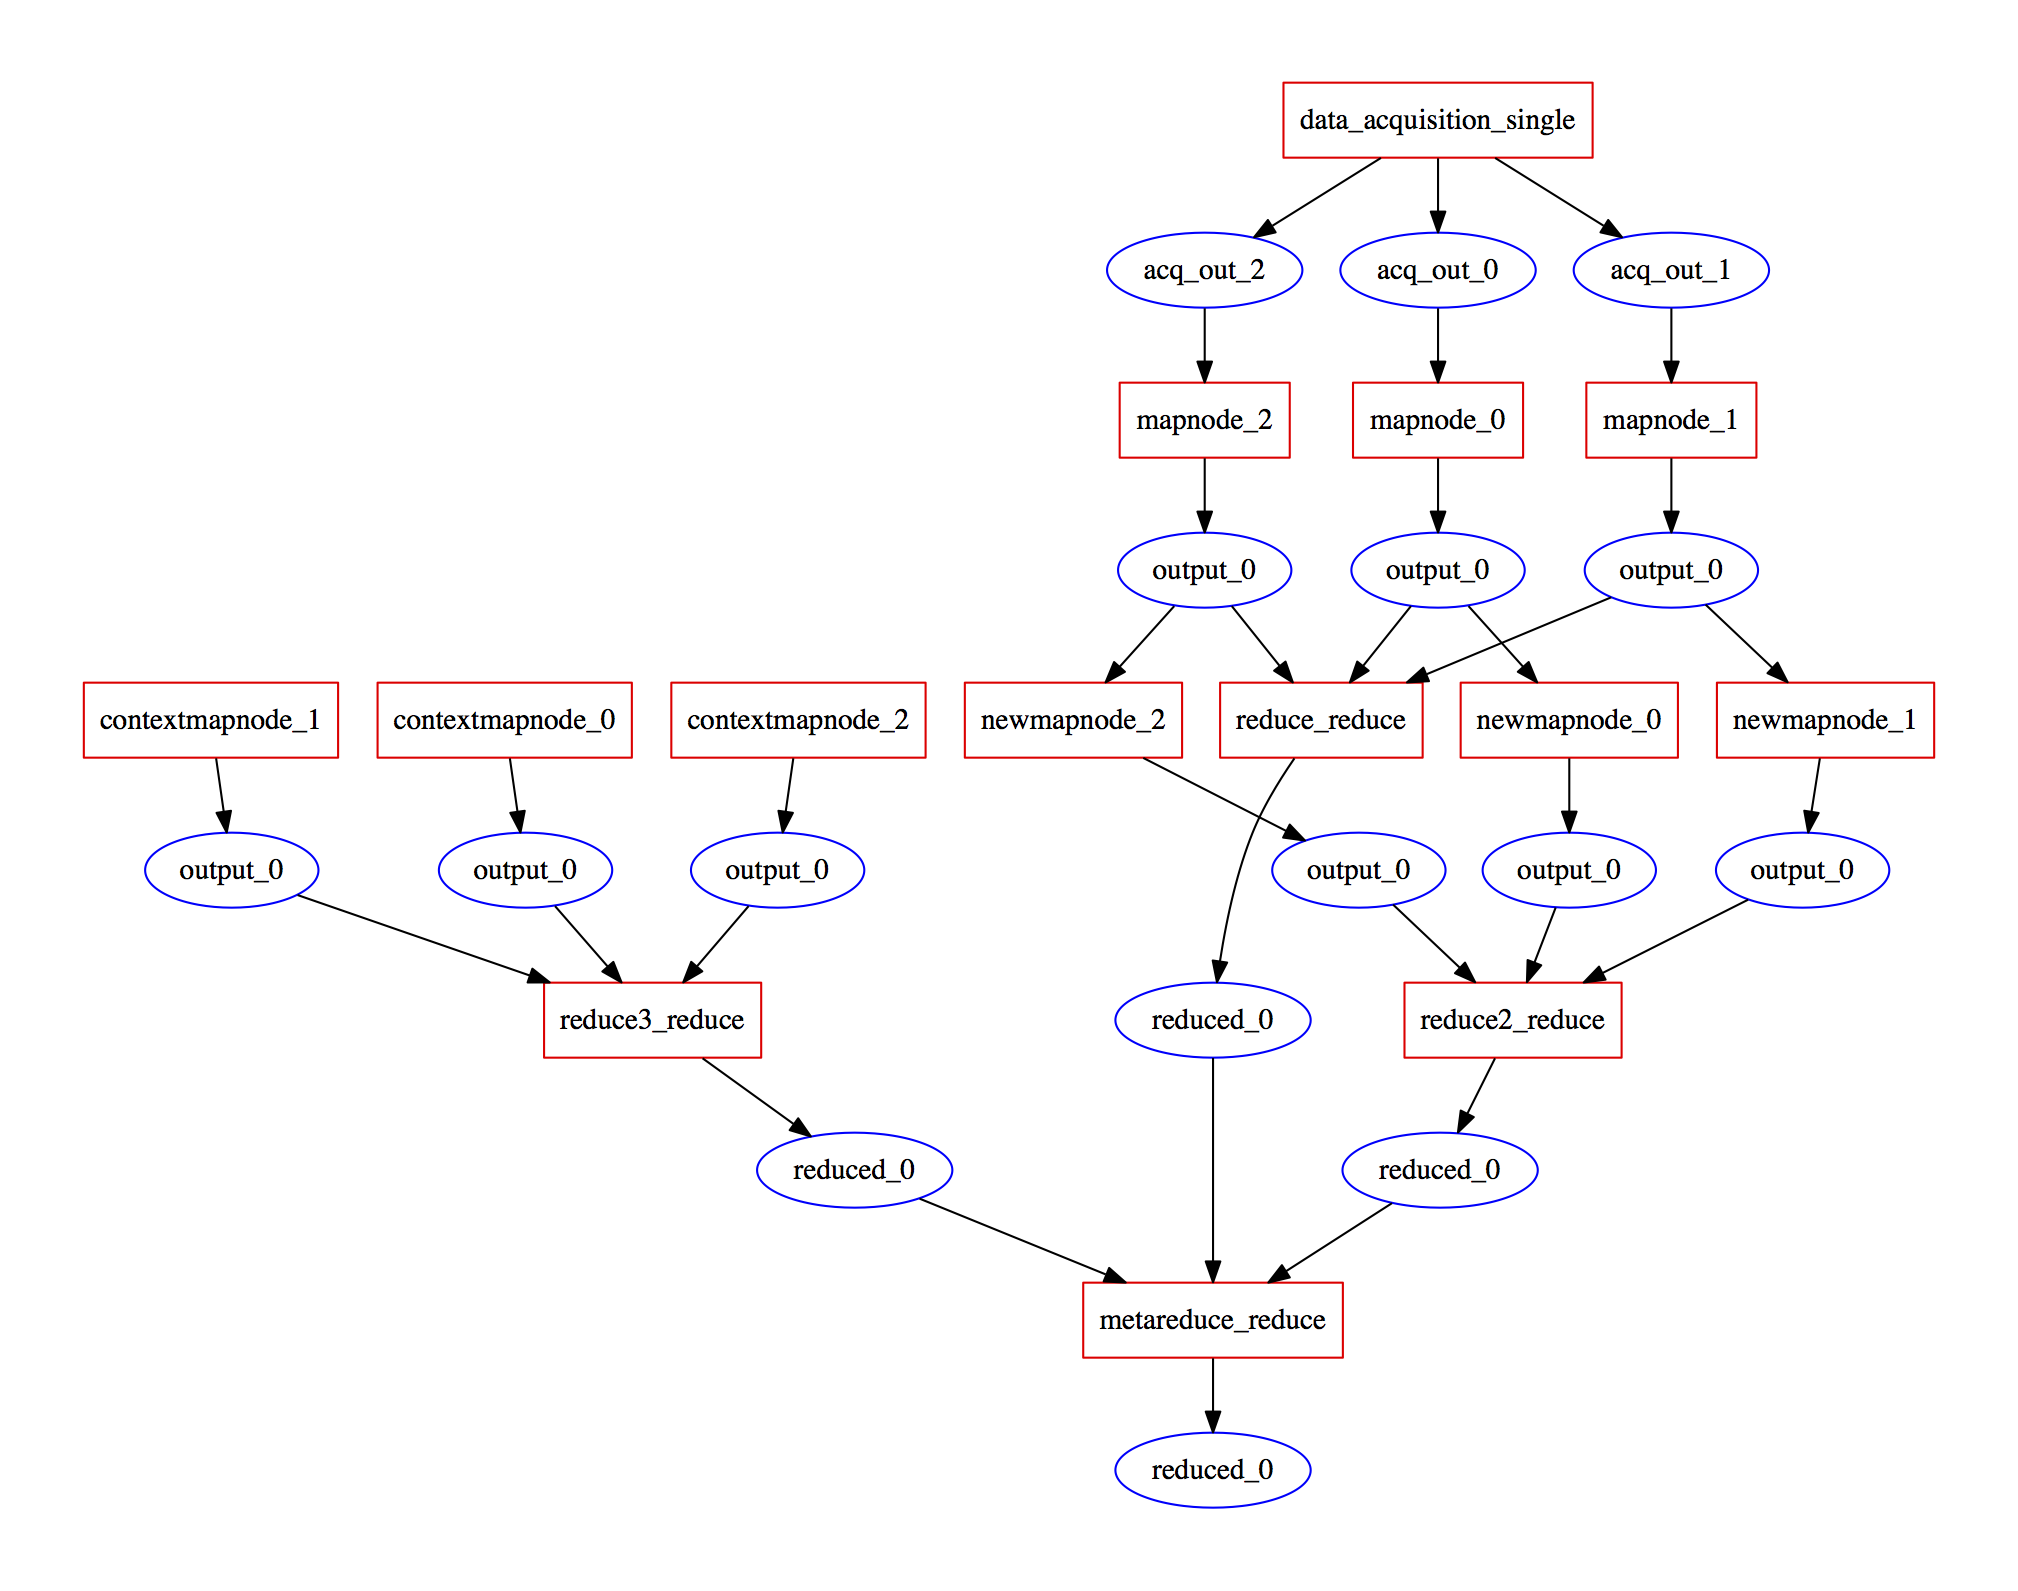 data_acquisition_single
acq_out_2
acq_out_0
acq_out_1
mapnode_2
mapnode_0
mapnode_1
output_0
output_0
output_0
contextmapnode_1
contextmapnode_0
contextmapnode_2
newmapnode_2
reduce_reduce
newmapnode_0
newmapnode_1
output_0
output_0
output_0
output_0
output_0
output_0
reduce3_reduce
reduced_0
reduce2_reduce
reduced_0
reduced_0
metareduce_reduce
reduced_0